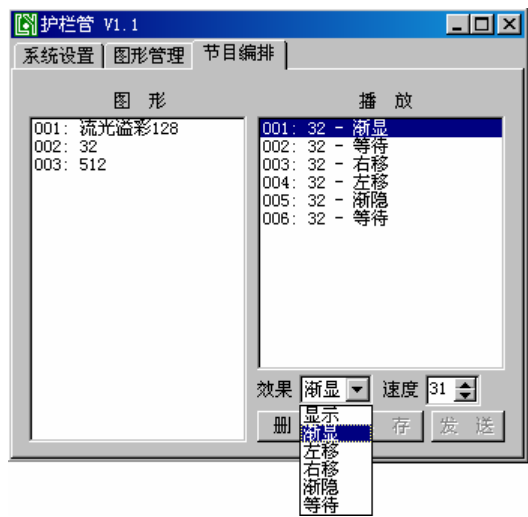 护栏管 V1.1
系统设置 图形管理 节目编排
图 形
播 放
001: 流光溢彩128
002: 32
003: 512
001: 32 - 渐显
002: 32 - 等待
003: 32 - 右移
004: 32 - 左移
005: 32 - 渐隐
006: 32 - 等待
效果 渐显 速度 31
删 存 发 送
显示
渐显
左移
右移
渐隐
等待